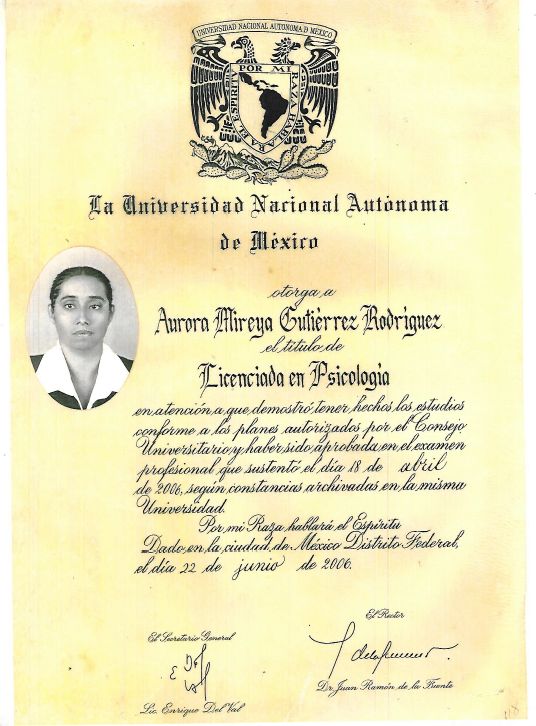 UNIVERSIDAD NACIONAL AUTONOMA D MEXICO
POR MI RAZA HABLARA EL ESPIRITU
La Universidad Nacional Autónoma
de México
otorga a
Aurora Mireya Gutiérrez Rodríguez
el título de
Licenciada en Psicología
en atención a que demostró tener hechos los estudios
conforme a los planes autorizados por el Consejo
Universitario y haber sido aprobada en el examen
profesional que sustentó el día 18 de abril
de 2006, según constancias archivadas en la misma
Universidad.
Por mi Raza hablará el Espíritu
Dado en la ciudad de México Distrito Federal,
el día 22 de junio de 2006.
El Rector
El Secretario General
Dr. Juan Ramón de la Fuente
Lic. Enrique Del Val